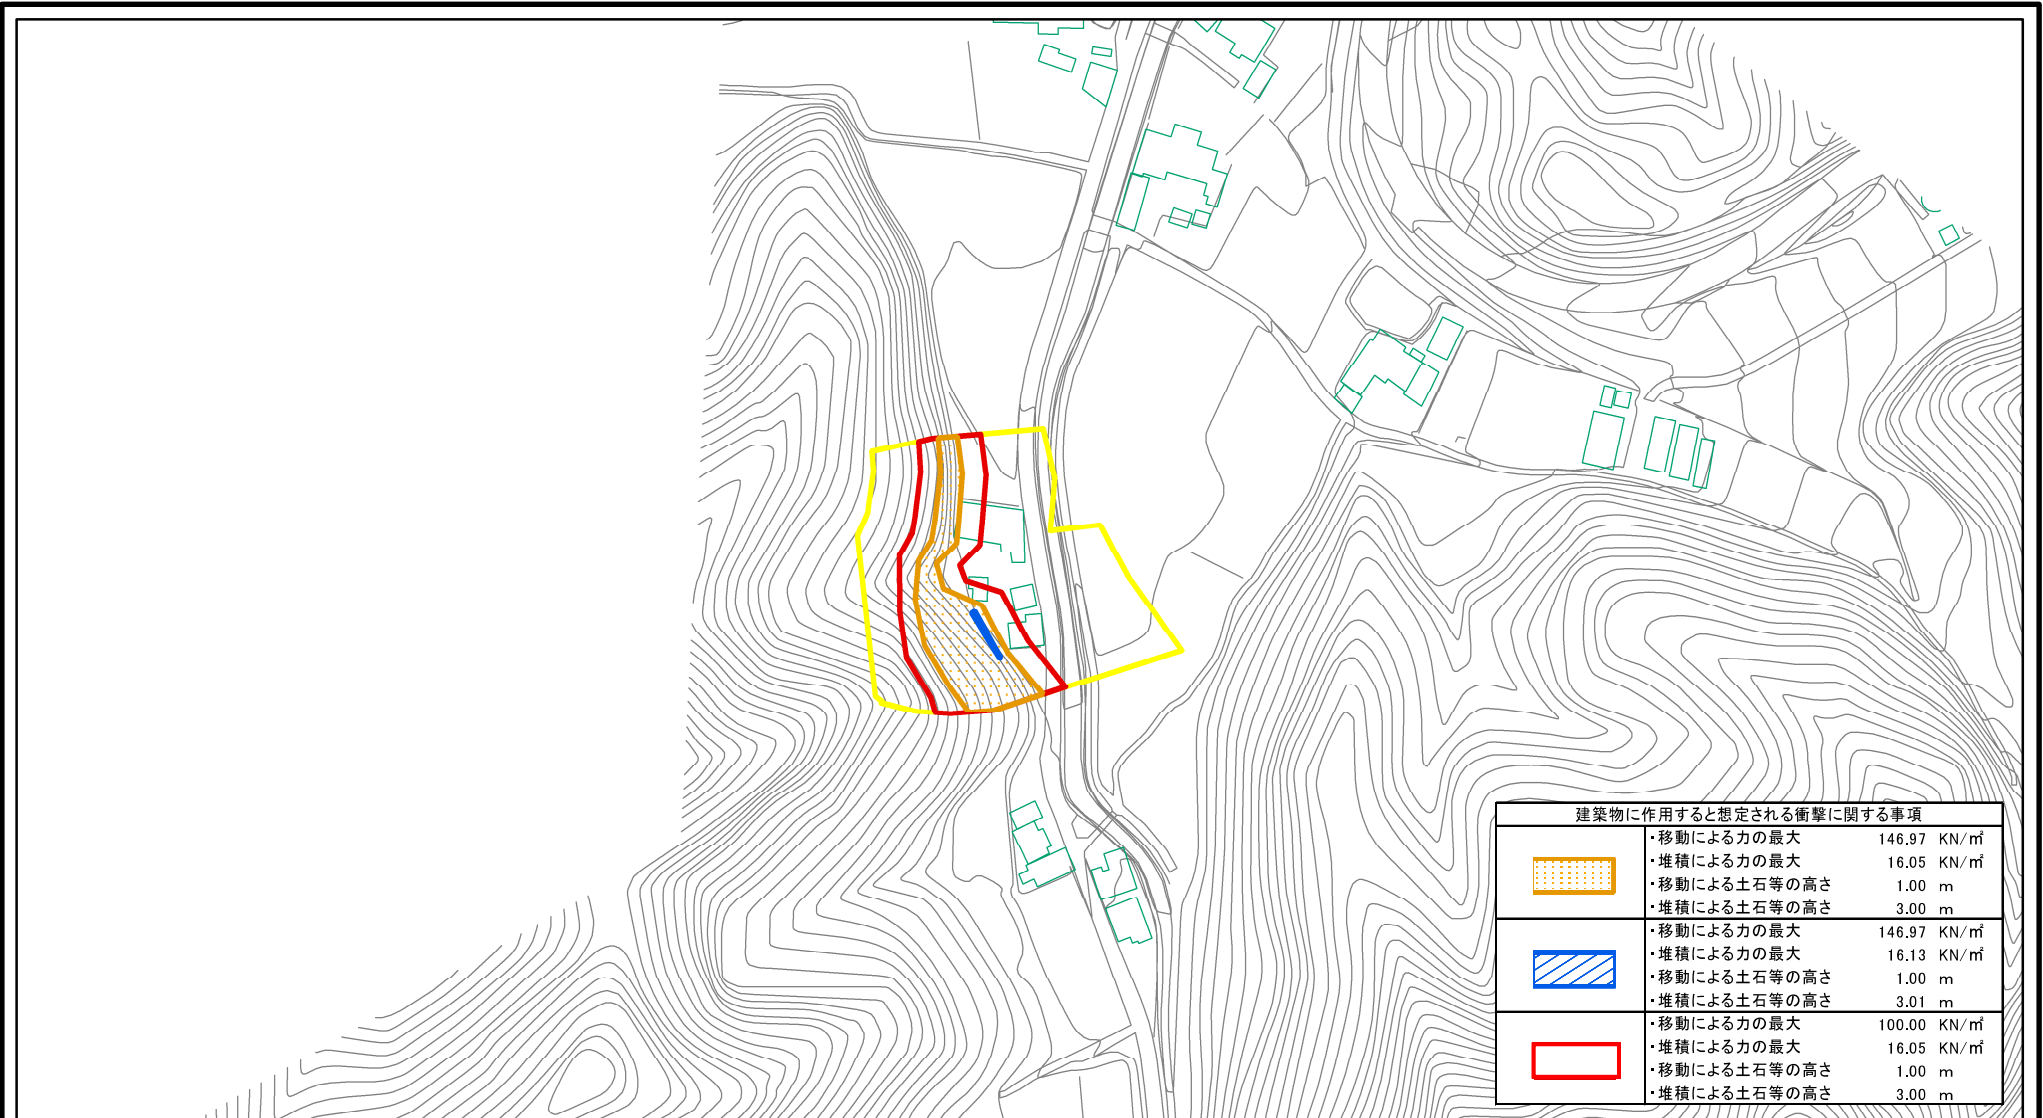 建築物に作用すると想定される衝撃に関する事項
・移動による力の最大 146.97 KN/㎡
・堆積による力の最大 16.05 KN/㎡
・移動による土石等の高さ 1.00 m
・堆積による土石等の高さ 3.00 m
・移動による力の最大 146.97 KN/㎡
・堆積による力の最大 16.13 KN/㎡
・移動による土石等の高さ 1.00 m
・堆積による土石等の高さ 3.01 m
・移動による力の最大 100.00 KN/㎡
・堆積による力の最大 16.05 KN/㎡
・移動による土石等の高さ 1.00 m
・堆積による土石等の高さ 3.00 m